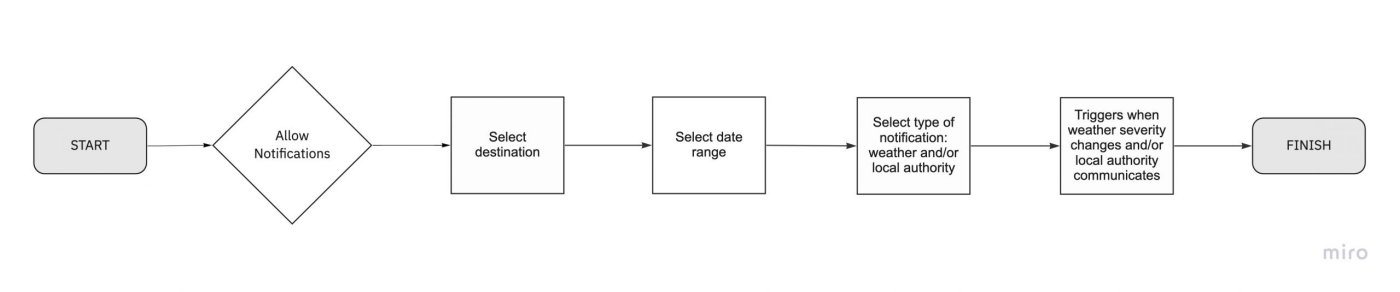 START
Allow
Notifications
Select
destination
Select date
range
Select type of
notification:
weather and/or
local authority
Triggers when
weather severity
changes and/or
local authority
communicates
FINISH
miro